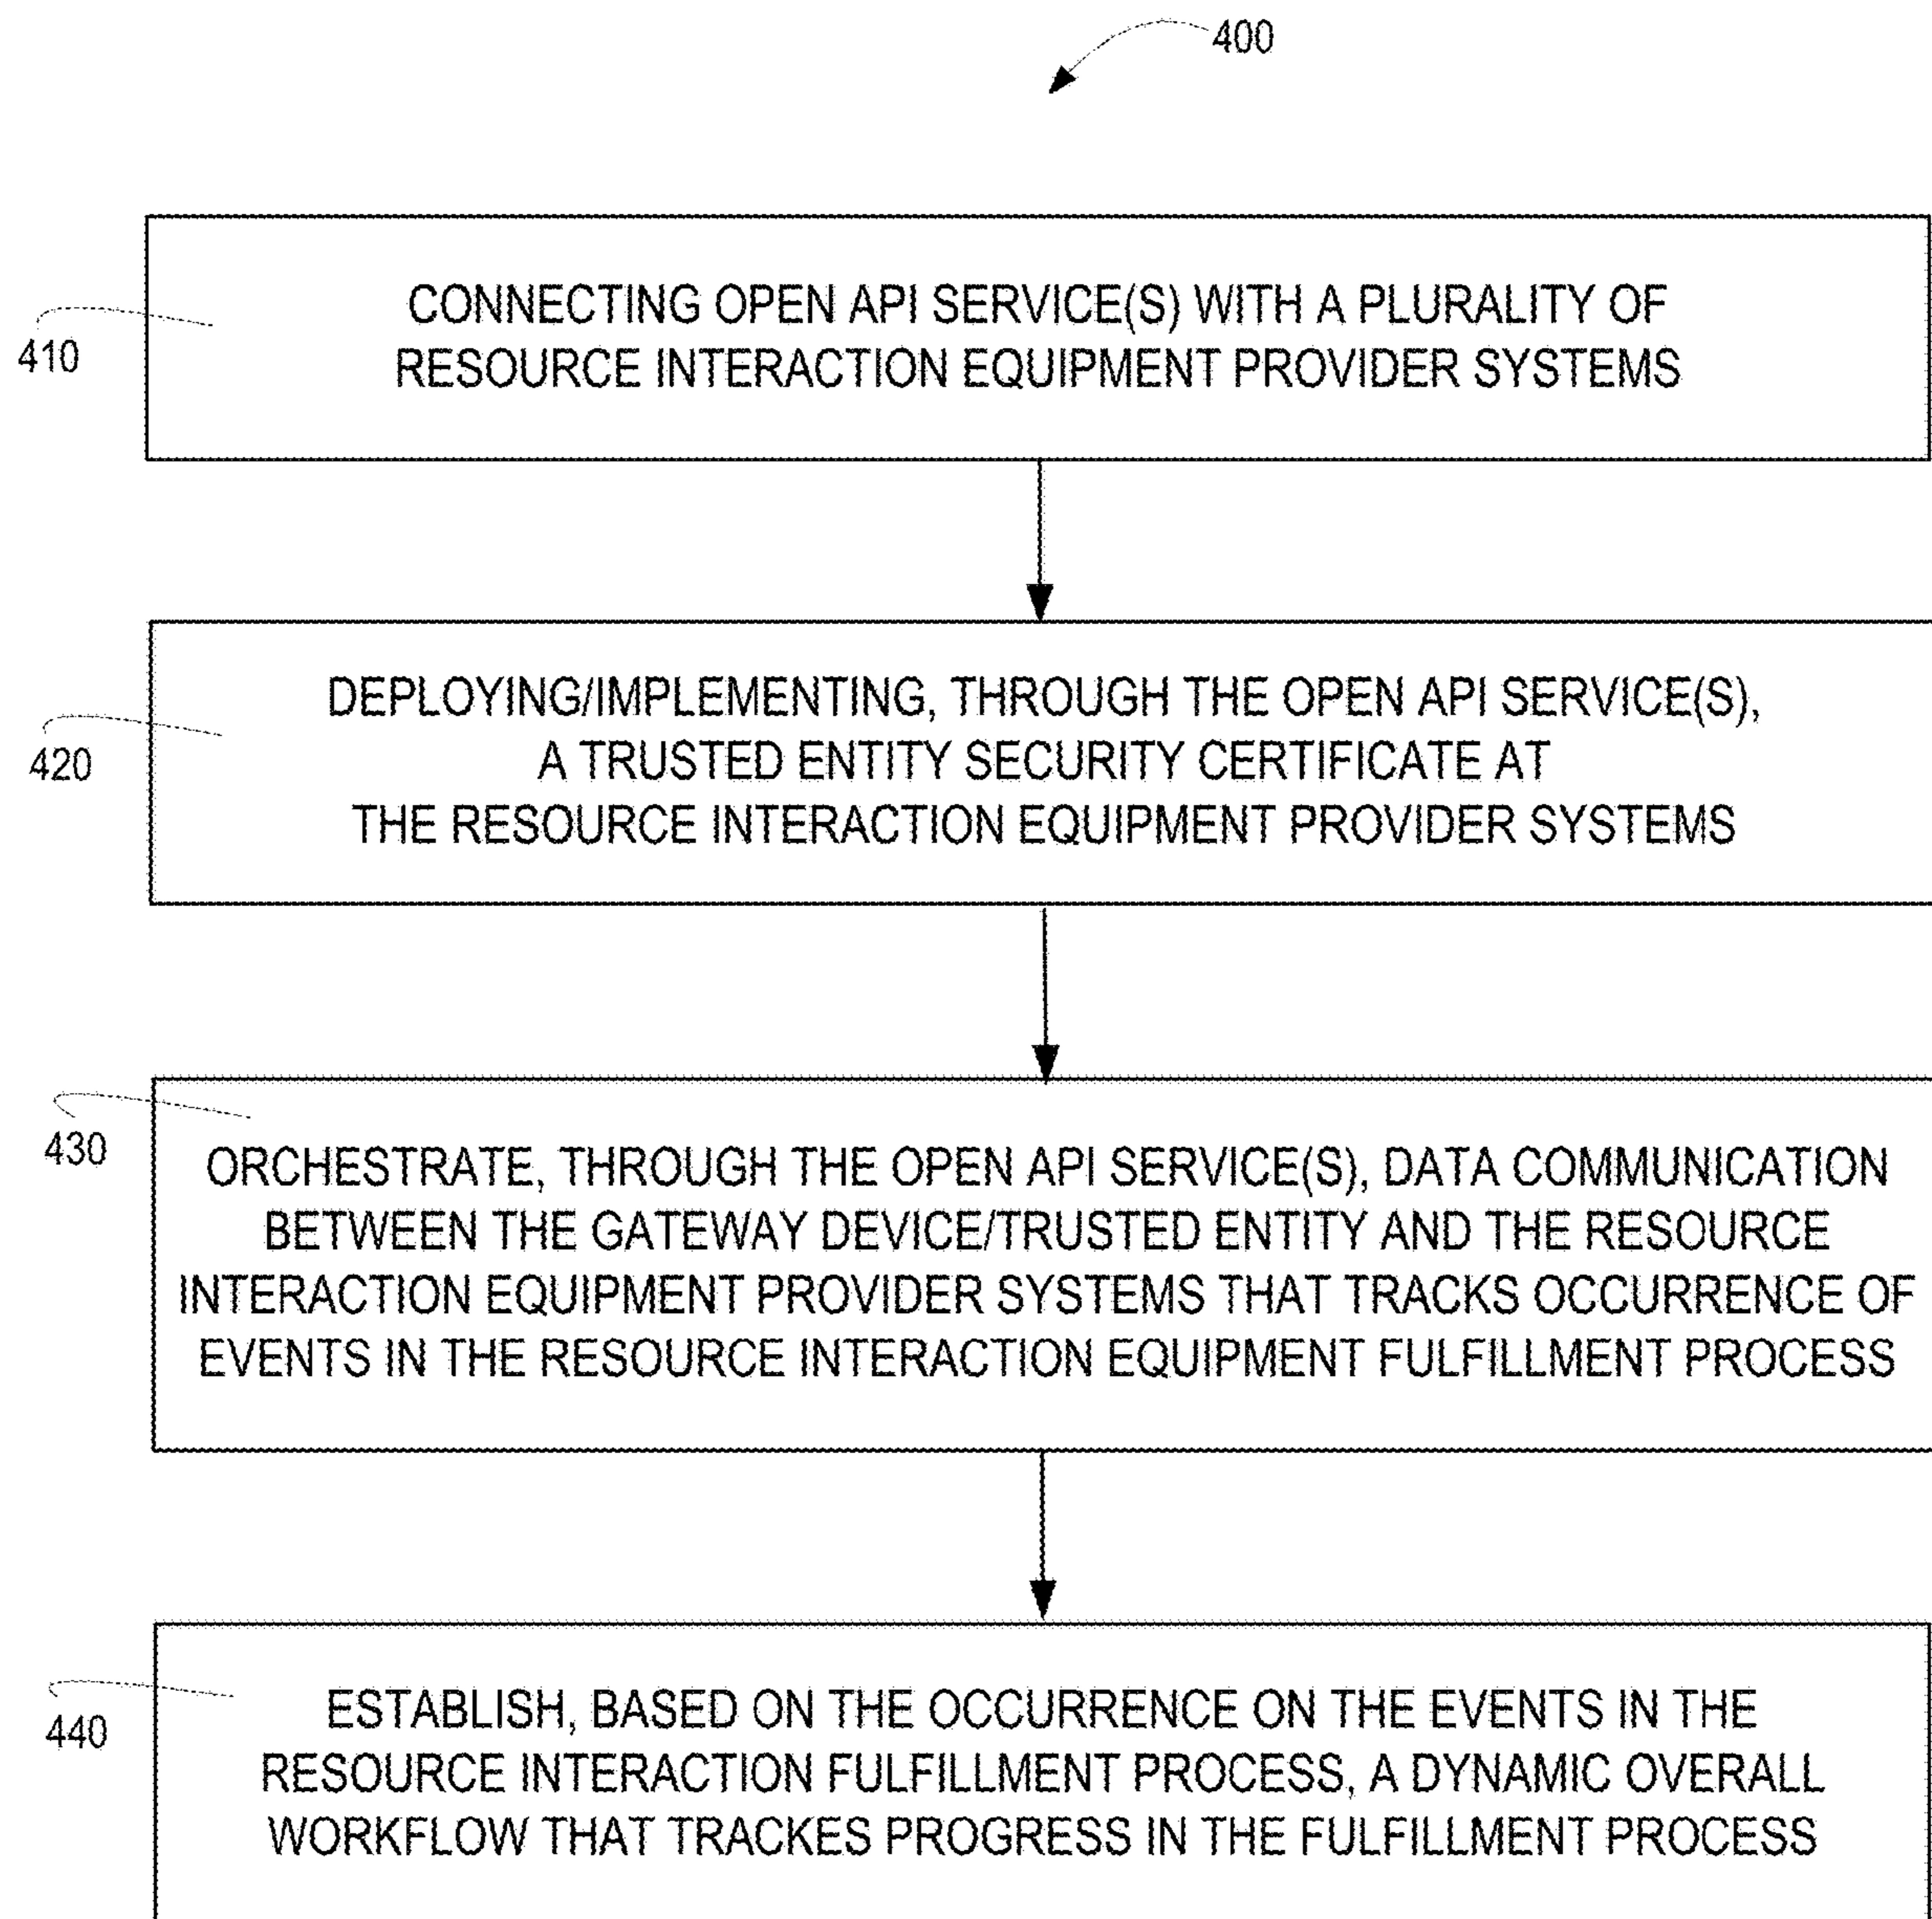 400
410
CONNECTING OPEN API SERVICE(S) WITH A PLURALITY OF
RESOURCE INTERACTION EQUIPMENT PROVIDER SYSTEMS
420
DEPLOYING/IMPLEMENTING, THROUGH THE OPEN API SERVICE(S),
A TRUSTED ENTITY SECURITY CERTIFICATE AT
THE RESOURCE INTERACTION EQUIPMENT PROVIDER SYSTEMS
430
ORCHESTRATE, THROUGH THE OPEN API SERVICE(S), DATA COMMUNICATION
BETWEEN THE GATEWAY DEVICE/TRUSTED ENTITY AND THE RESOURCE
INTERACTION EQUIPMENT PROVIDER SYSTEMS THAT TRACKS OCCURRENCE OF
EVENTS IN THE RESOURCE INTERACTION EQUIPMENT FULFILLMENT PROCESS
440
ESTABLISH, BASED ON THE OCCURRENCE ON THE EVENTS IN THE
RESOURCE INTERACTION FULFILLMENT PROCESS, A DYNAMIC OVERALL
WORKFLOW THAT TRACKES PROGRESS IN THE FULFILLMENT PROCESS